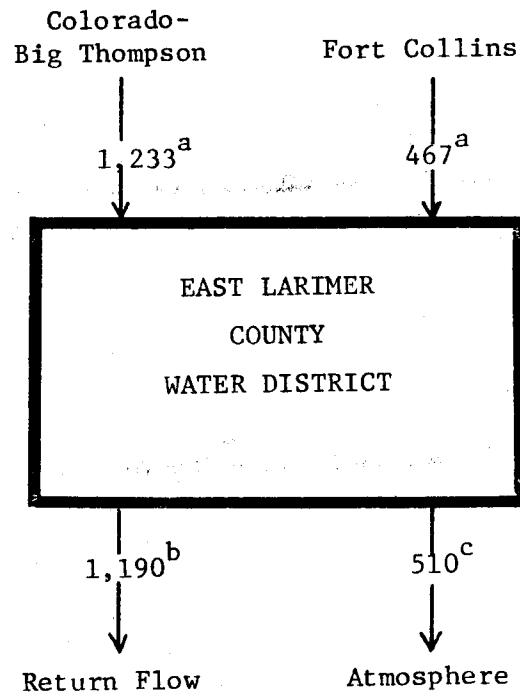 Colorado-
Big Thompson
Fort Collins
1,233a
467a
EAST LARIMER
COUNTY
WATER DISTRICT
1,190b
510c
Return Flow
Atmosphere